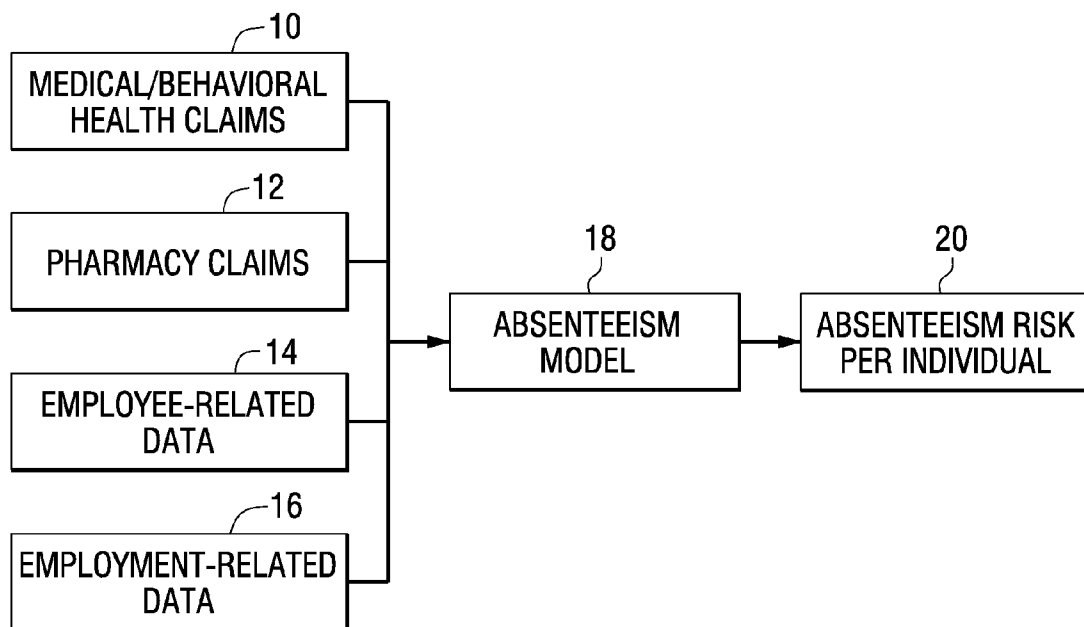 10
MEDICAL/BEHAVIORAL
HEALTH CLAIMS
12
PHARMACY CLAIMS
14
EMPLOYEE-RELATED
DATA
16
EMPLOYMENT-RELATED
DATA
18
ABSENTEEISM
MODEL
20
ABSENTEEISM RISK
PER INDIVIDUAL